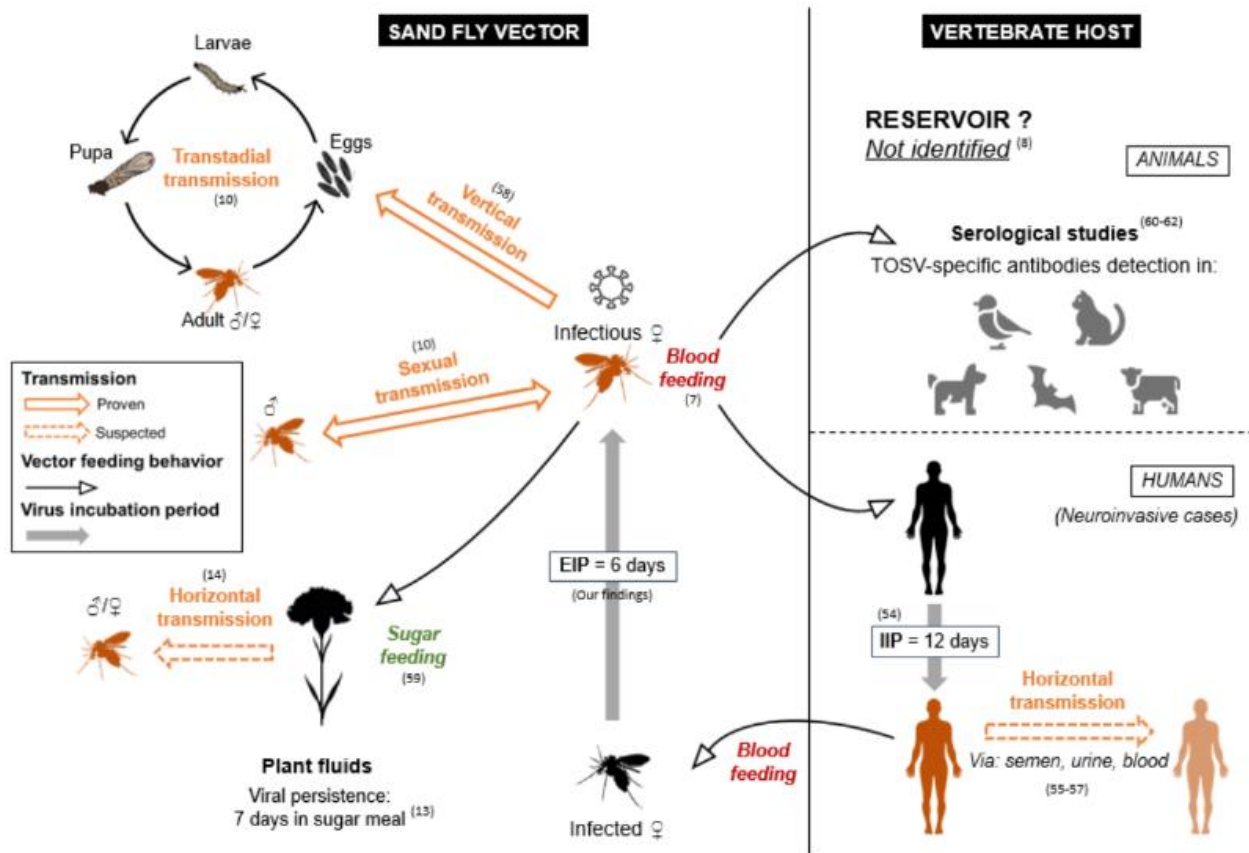 SAND FLY VECTOR
Larvae
Pupa
Eggs
Transtadial
transmission
(10)
Adult ♂/♀
(58)
Vertical
transmission
Infectious ♀
(10)
Sexual
transmission
♂
Blood
feeding
(7)
Transmission
Proven
Suspected
Vector feeding behavior
Virus incubation period
EIP = 6 days
(Our findings)
(14)
Horizontal
transmission
♂/♀
Sugar
feeding
(59)
Plant fluids
Viral persistence:
7 days in sugar meal (13)
Infected ♀
Blood
feeding
VERTEBRATE HOST
RESERVOIR ?
Not identified (8)
ANIMALS
Serological studies (60-62)
TOSV-specific antibodies detection in:
HUMANS
(Neuroinvasive cases)
(54)
IIP = 12 days
Horizontal
transmission
Via: semen, urine, blood
(55-57)